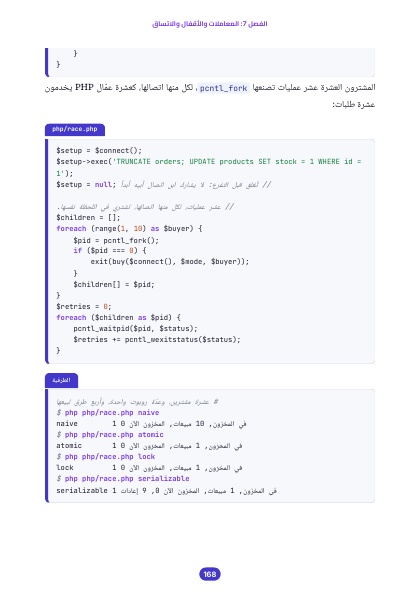 الفصل 7: المعاملات والأقفال والاتساق
    }
}
المشترون العشرة عشر عمليات تصنعها pcntl_fork، لكل منها اتصالها، كعشرة عمّال PHP يخدمون
عشرة طلبات:
php/race.php
$setup = $connect();
$setup->exec('TRUNCATE orders; UPDATE products SET stock = 1 WHERE id =
1');
$setup = null; // تُغلق قبل التفرع: لا يشارك ابن اتصال أبيه أبداً
// عشر عمليات، لكل منها اتصالها، تشتري في اللحظة نفسها.
$children = [];
foreach (range(1, 10) as $buyer) {
    $pid = pcntl_fork();
    if ($pid === 0) {
        exit(buy($connect(), $mode, $buyer));
    }
    $children[] = $pid;
}
$retries = 0;
foreach ($children as $pid) {
    pcntl_waitpid($pid, $status);
    $retries += pcntl_wexitstatus($status);
}
الطرفية
# عشرة مشترين، وعدّة روبوت واحدة، وأربع طرق لبيعها
$ php php/race.php naive
naive        1 في المخزون, 10 مبيعات, المخزون الآن 0
$ php php/race.php atomic
atomic       1 في المخزون, 1 مبيعات, المخزون الآن 0
$ php php/race.php lock
lock         1 في المخزون, 1 مبيعات, المخزون الآن 0
$ php php/race.php serializable
serializable 1 في المخزون, 1 مبيعات, المخزون الآن 0, 9 إعادات
168